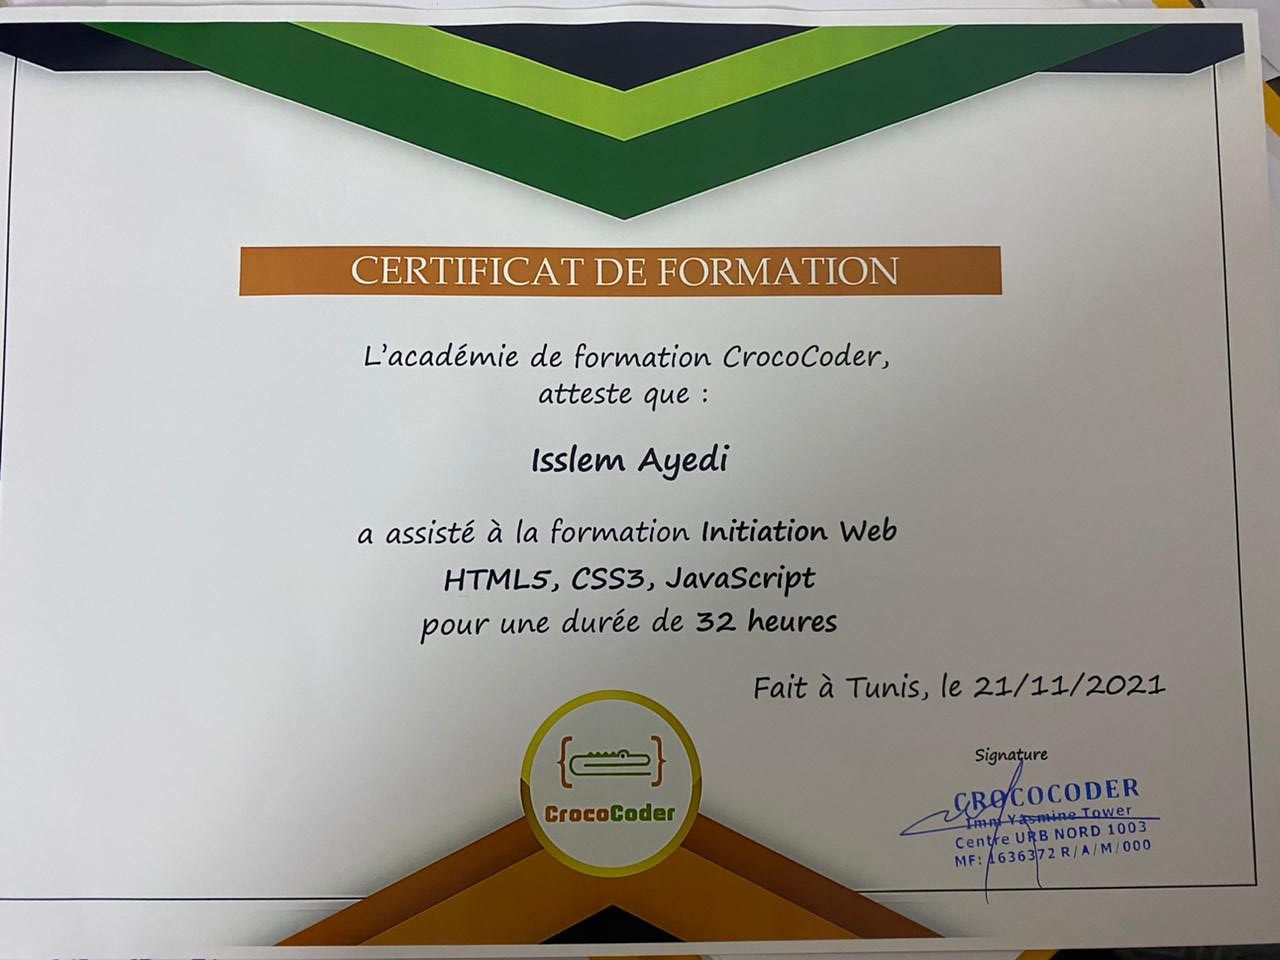 CERTIFICAT DE FORMATION
L'académie de formation CrocoCoder,
atteste que :
Isslem Ayedi
a assisté à la formation Initiation Web
HTML5, CSS3, JavaScript
pour une durée de 32 heures
Fait à Tunis, le 21/11/2021
CrocoCoder
Signature
CROCOCODER
Imm Yasmine Tower
Centre URB NORD 1003
MF: 1636372 R/A/M/000